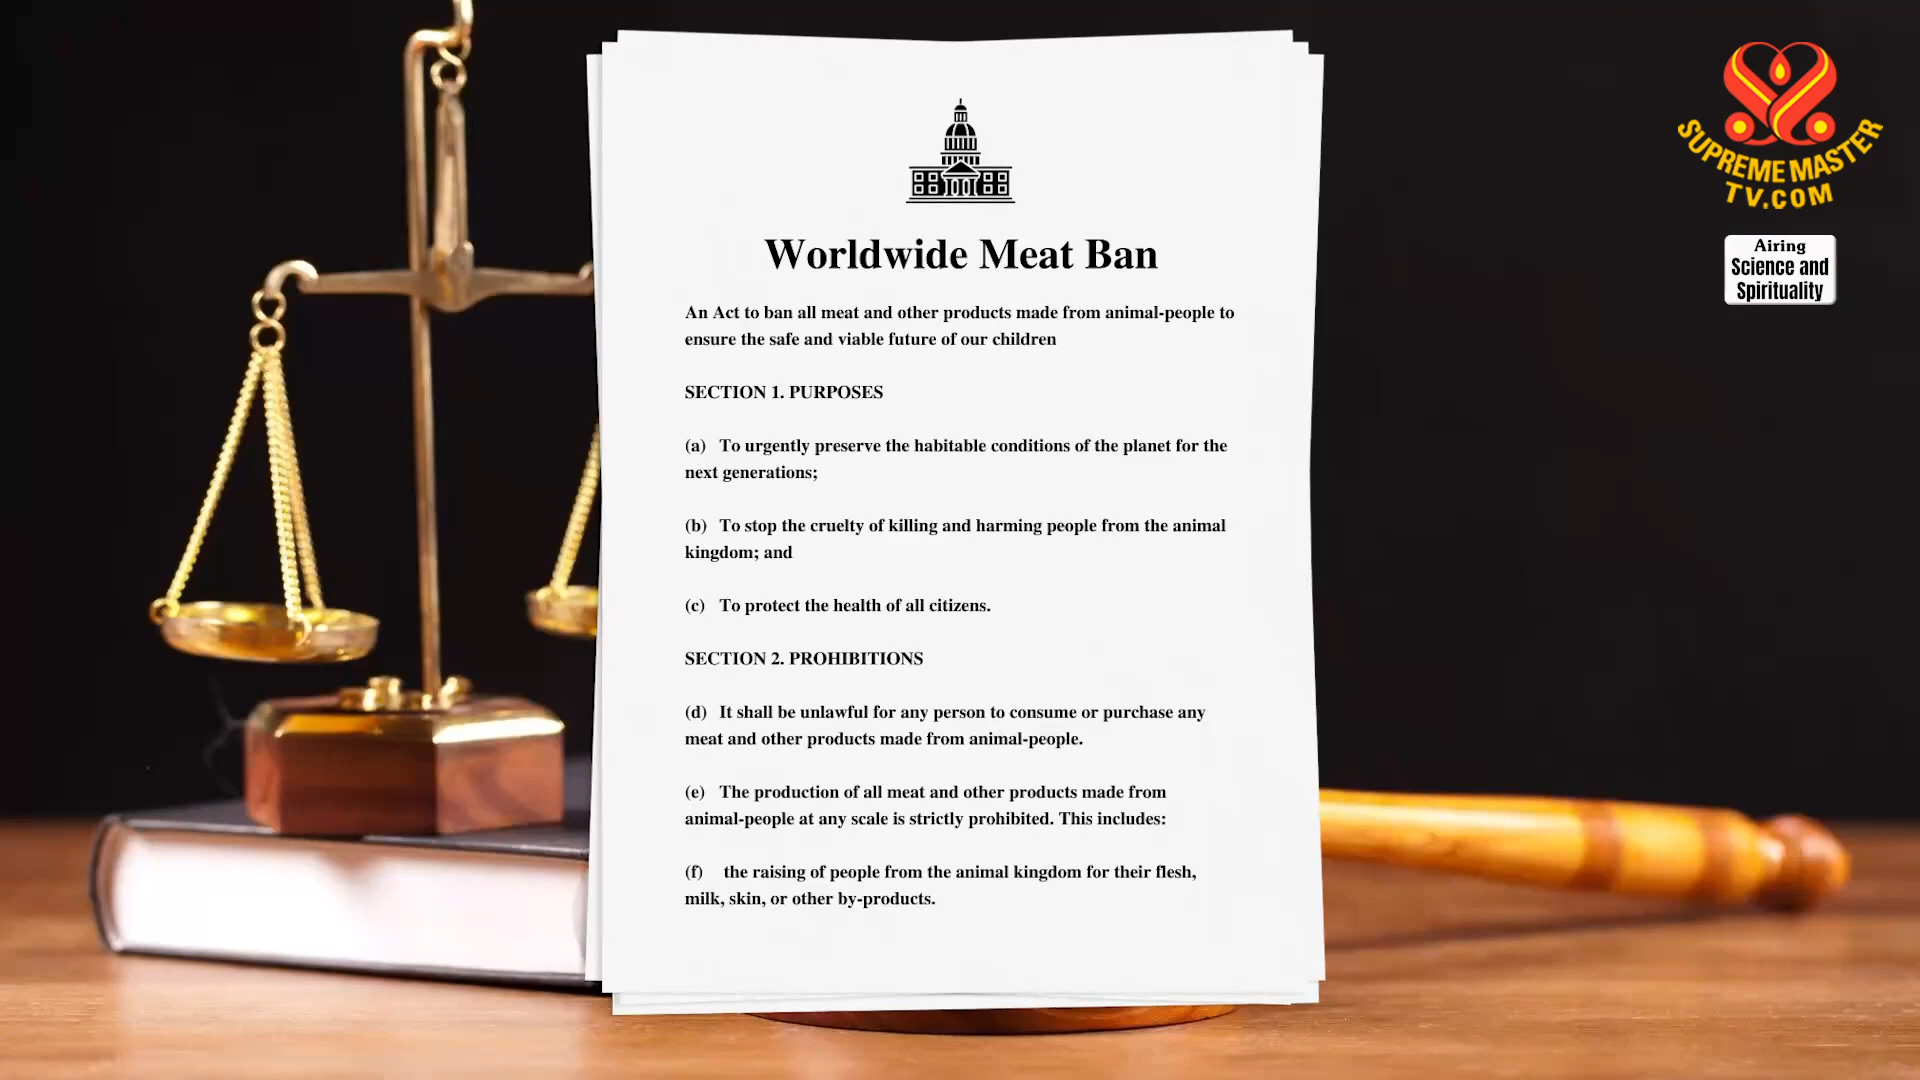 Worldwide Meat Ban
An Act to ban all meat and other products made from animal-people to
ensure the safe and viable future of our children
SECTION 1. PURPOSES
(a) To urgently preserve the habitable conditions of the planet for the
next generations;
(b) To stop the cruelty of killing and harming people from the animal
kingdom; and
(c) To protect the health of all citizens.
SECTION 2. PROHIBITIONS
(d) It shall be unlawful for any person to consume or purchase any
meat and other products made from animal-people.
(e) The production of all meat and other products made from
animal-people at any scale is strictly prohibited. This includes:
(f) the raising of people from the animal kingdom for their flesh,
milk, skin, or other by-products.
SUPREME MASTER
TV.COM
Airing
Science and
Spirituality